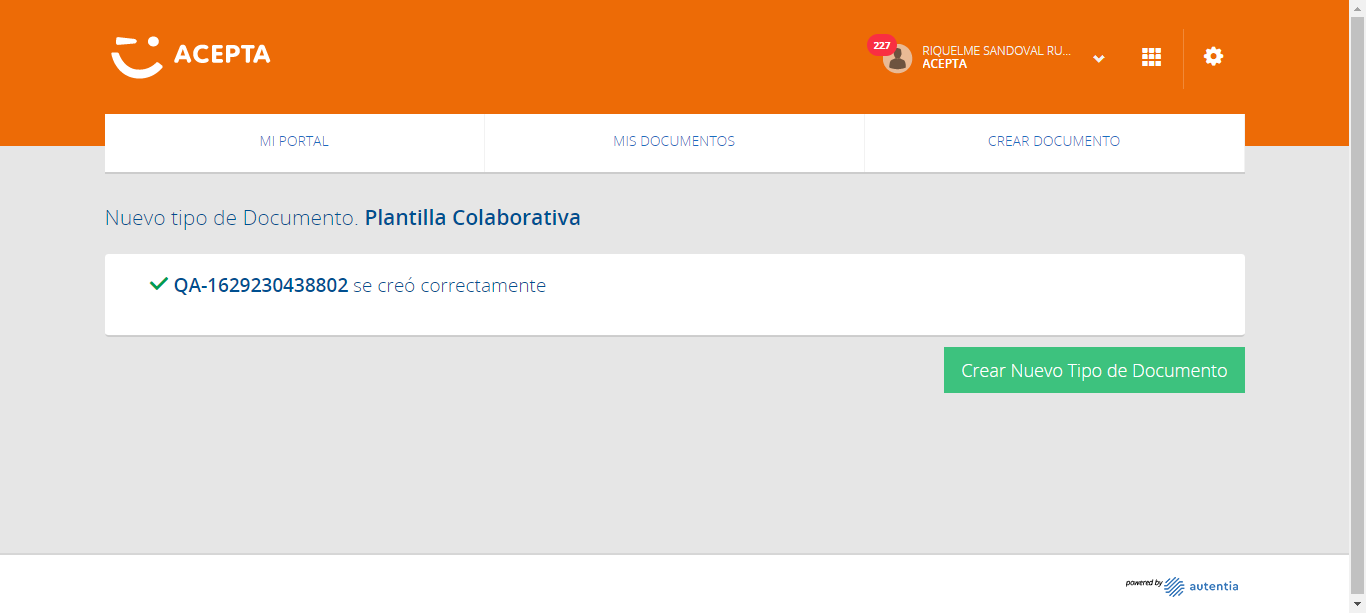 ACEPTA
227
RIQUELME SANDOVAL RU...
ACEPTA
MI PORTAL
MIS DOCUMENTOS
CREAR DOCUMENTO
Nuevo tipo de Documento. Plantilla Colaborativa
QA-1629230438802 se creó correctamente
Crear Nuevo Tipo de Documento
powered by autentia